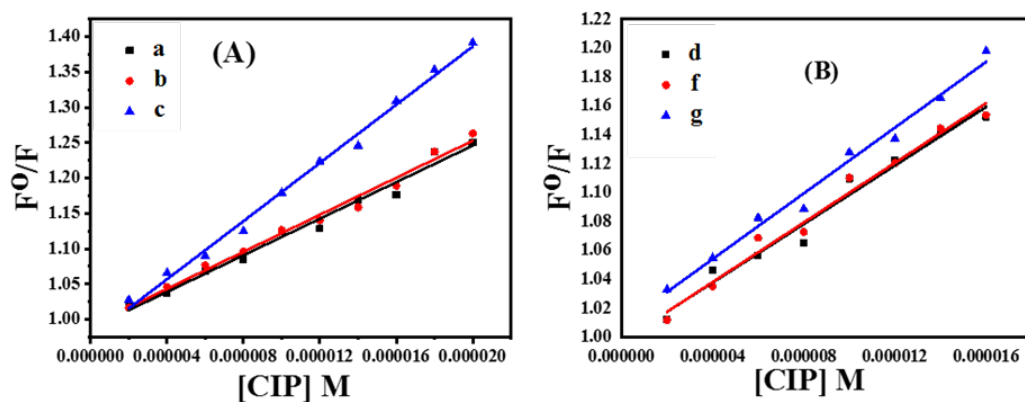 (A)
a
b
c
1.40
1.35
1.30
1.25
1.20
1.15
1.10
1.05
1.00
F⁰/F
0.000000 0.000004 0.000008 0.000012 0.000016 0.000020
[CIP] M
(B)
d
f
g
1.22
1.20
1.18
1.16
1.14
1.12
1.10
1.08
1.06
1.04
1.02
1.00
F⁰/F
0.000000 0.000004 0.000008 0.000012 0.000016
[CIP] M